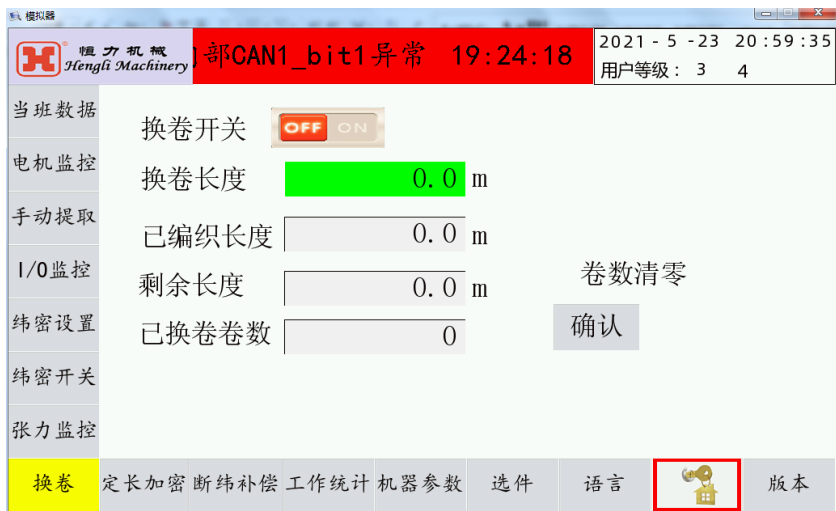 模拟器
恒力机械
Hengli Machinery
部CAN1_bit1异常 19:24:18
2021-5-23 20:59:35
用户等级: 3 4
当班数据
电机监控
手动提取
I/O监控
纬密设置
纬密开关
张力监控
换卷开关 OFF ON
换卷长度 0.0 m
已编织长度 0.0 m
剩余长度 0.0 m
已换卷卷数 0
卷数清零
确认
换卷 定长加密 断纬补偿 工作统计 机器参数 选件 语言 版本